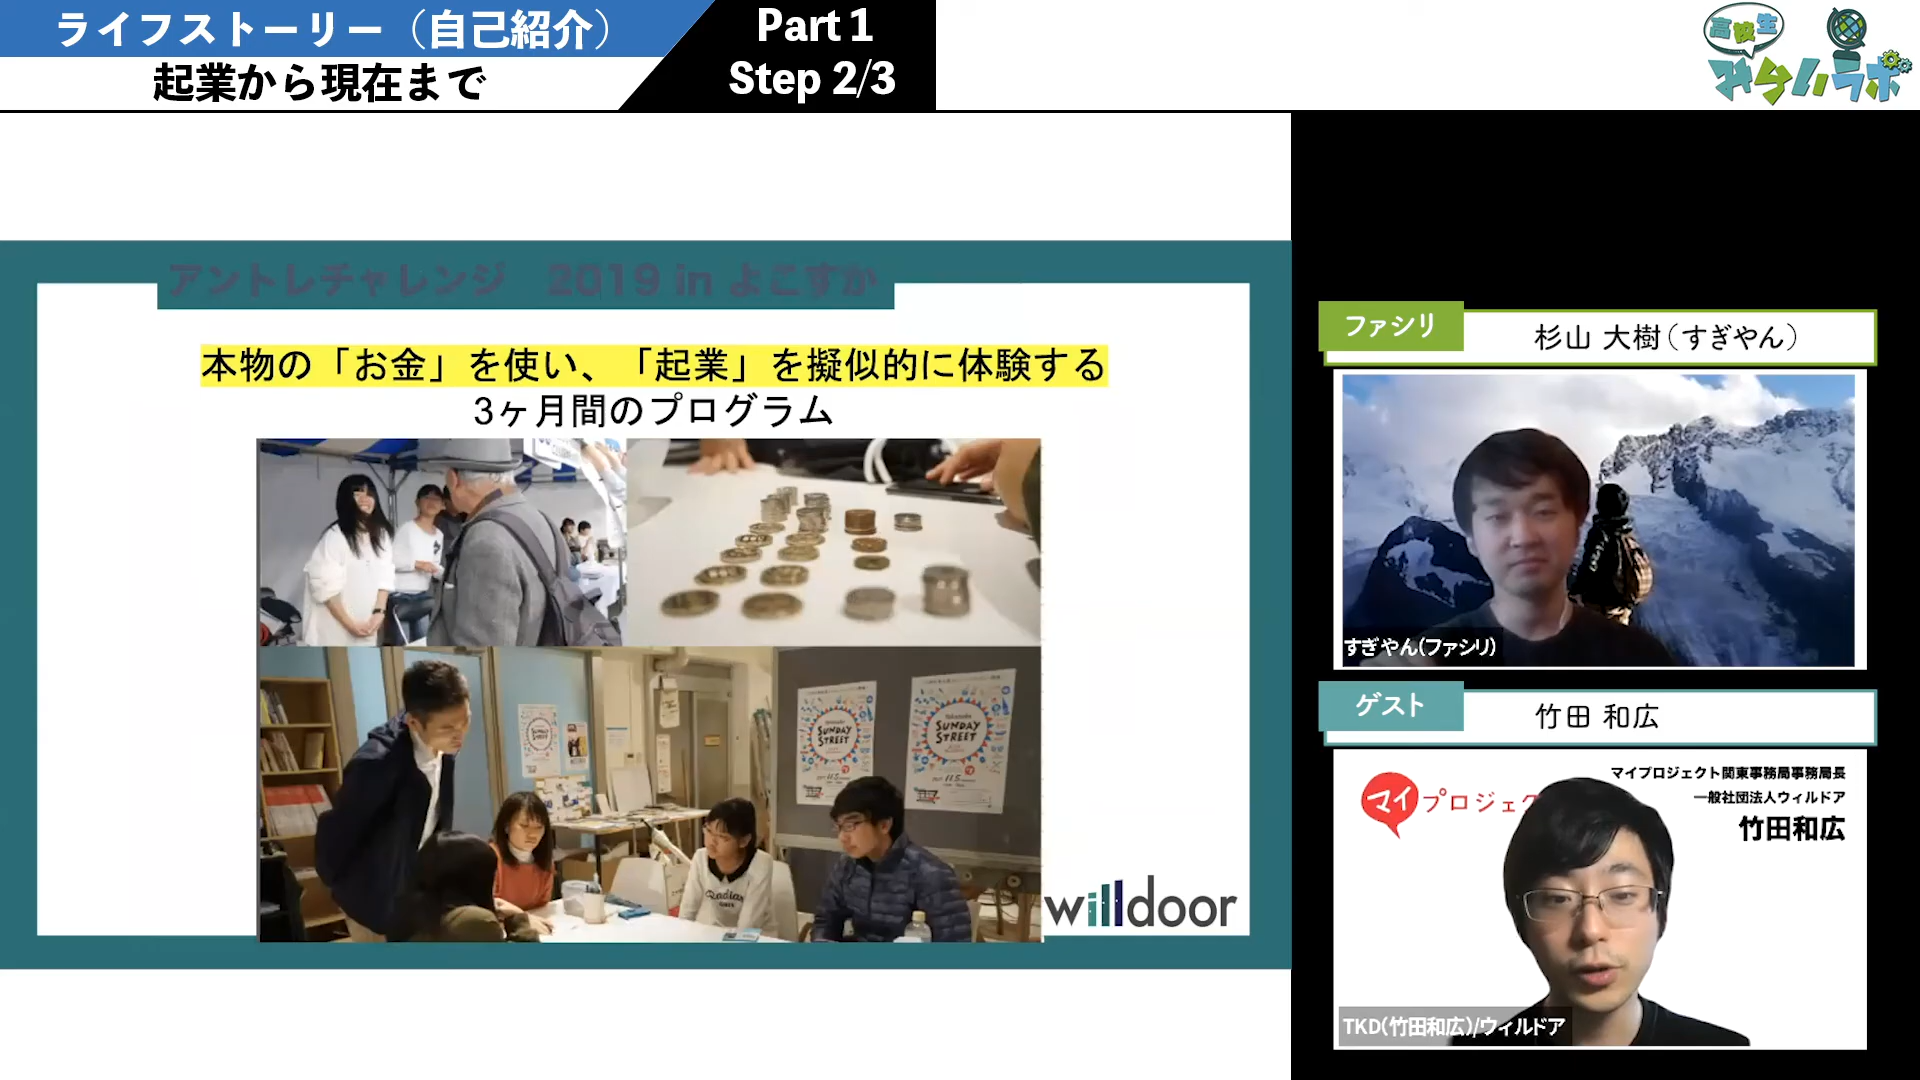 ライフストーリー（自己紹介）
起業から現在まで
Part 1
Step 2/3
高校生
みらいラボ
アントレチャレンジ　2019 in よこすか
本物の「お金」を使い、「起業」を擬似的に体験する
3ヶ月間のプログラム
SUNDAY
STREET
SUNDAY
STREET
SUNDAY
STREET
willdoor
ファシリ
杉山 大樹（すぎやん）
すぎやん(ファシリ)
ゲスト
竹田 和広
マイプロジェク
マイプロジェクト関東事務局事務局長
一般社団法人ウィルドア
竹田和広
TKD(竹田和広)/ウィルドア